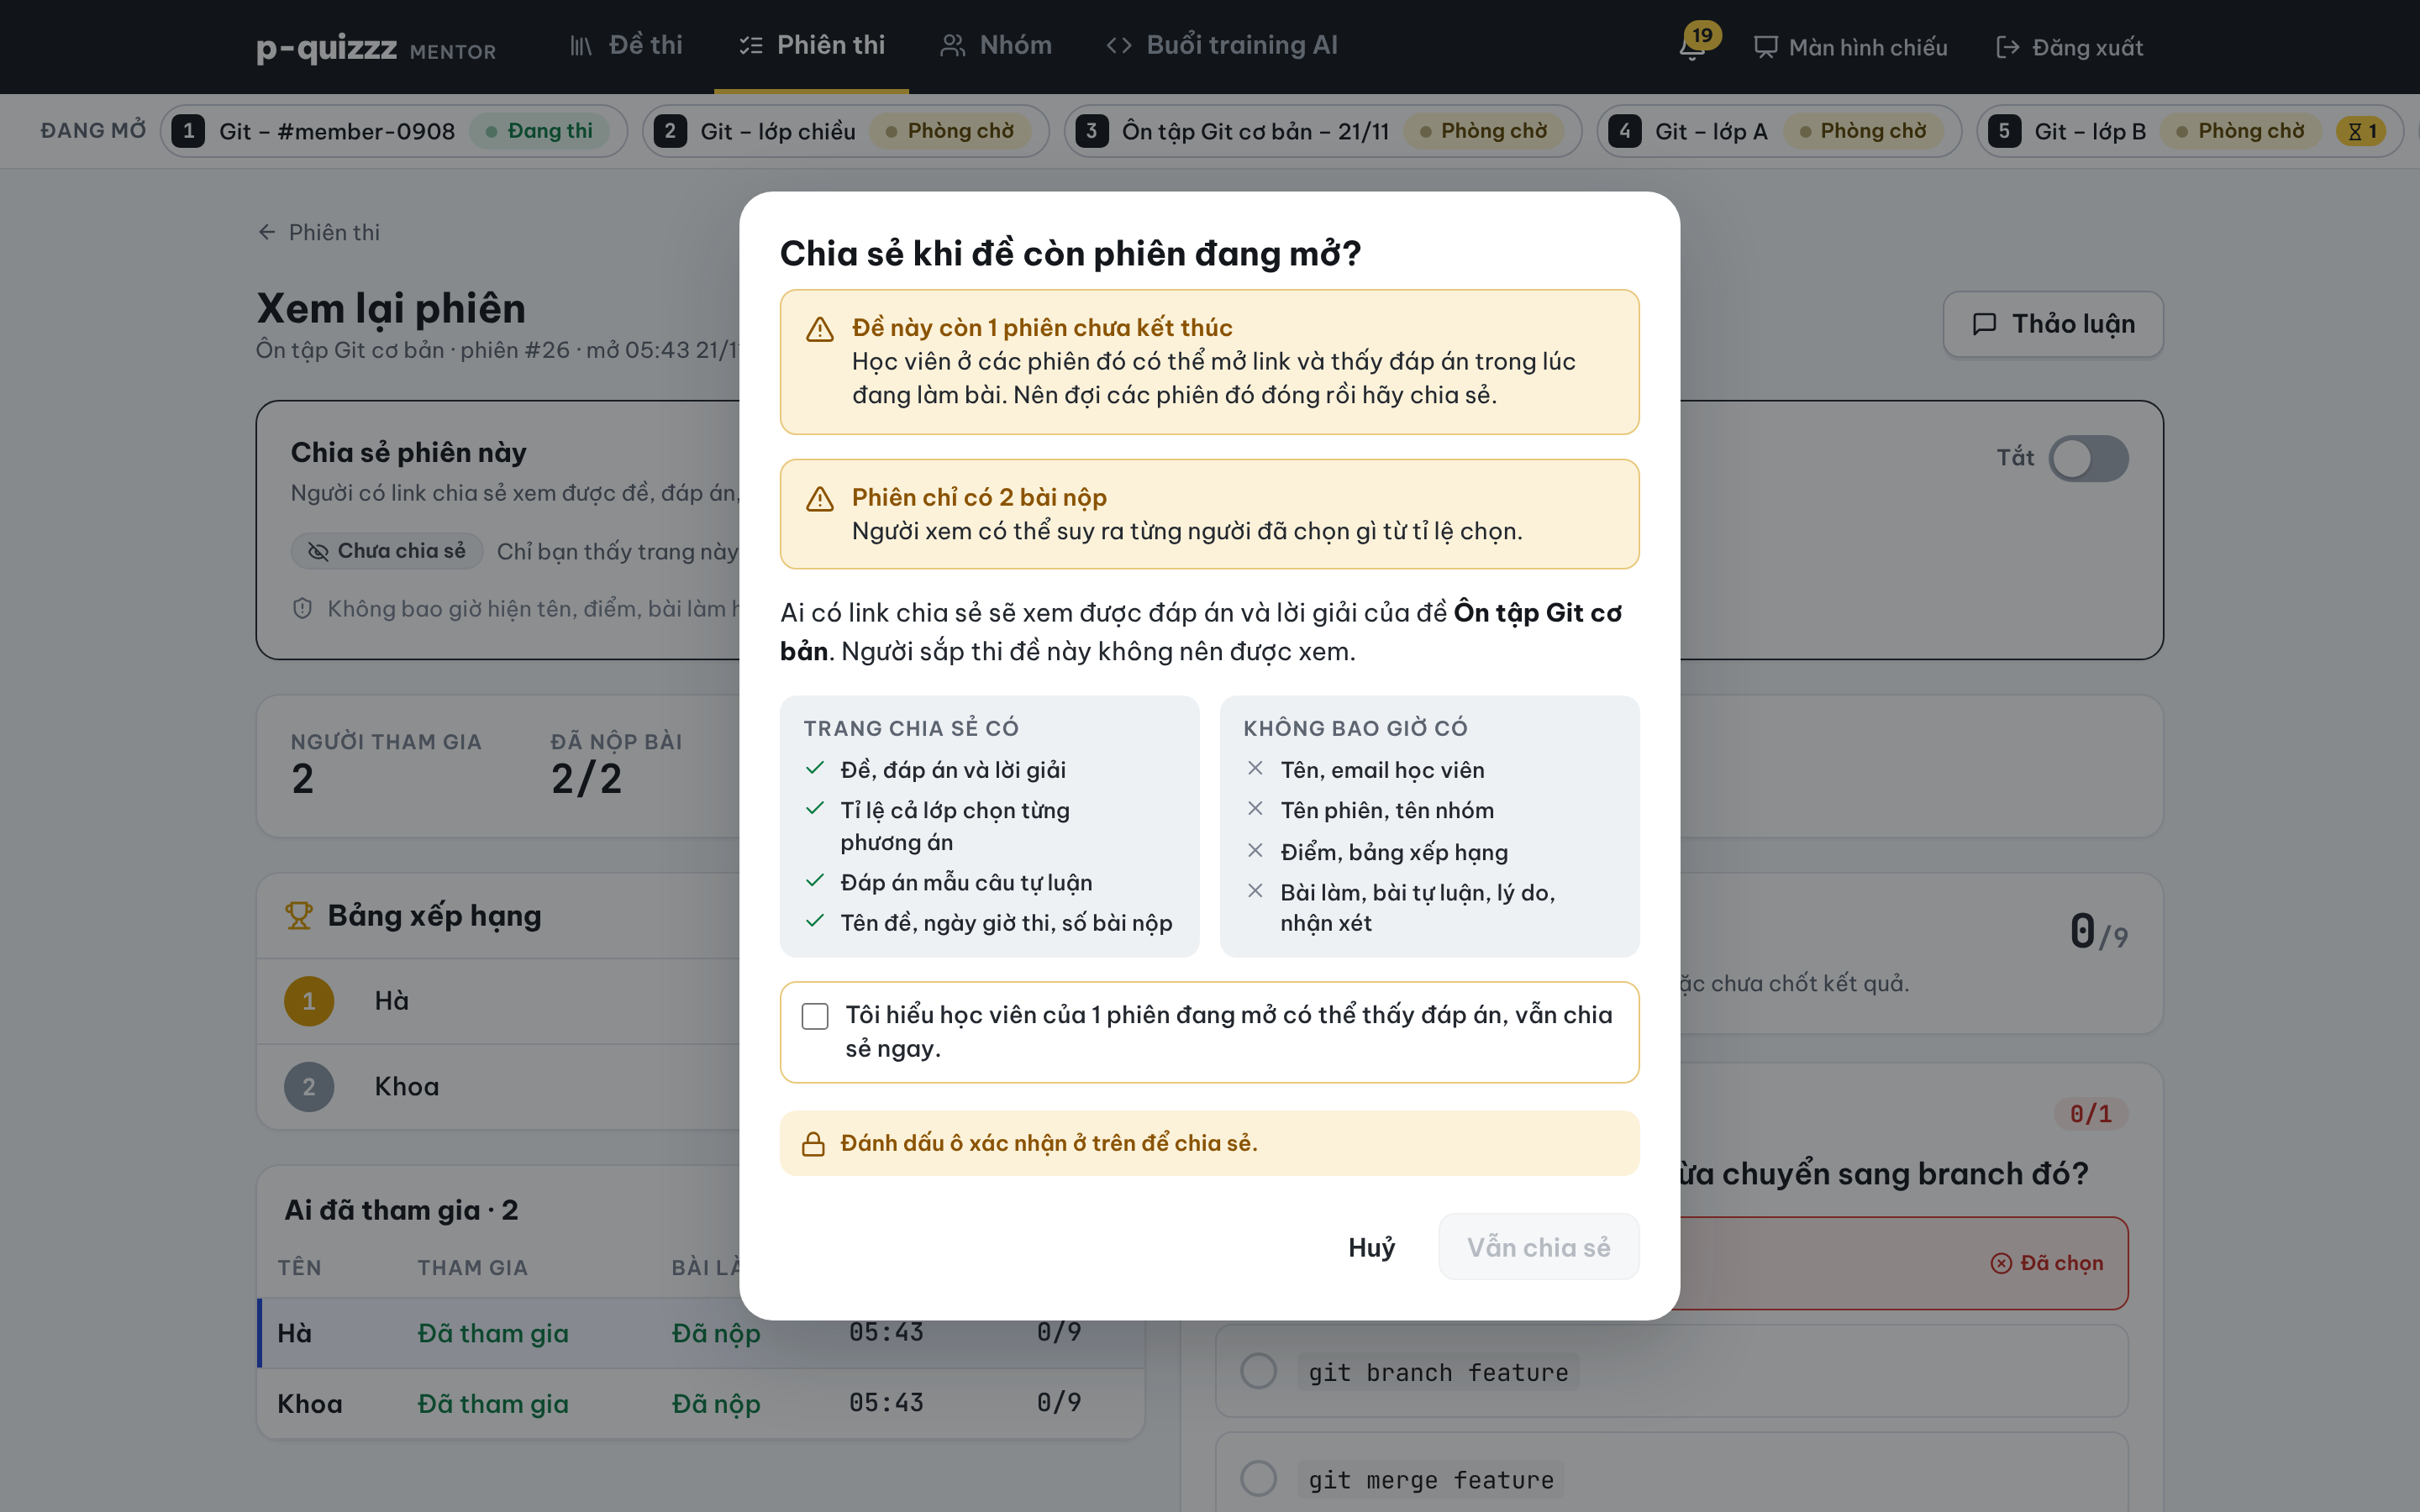 p-quizzz MENTOR
Đề thi
Phiên thi
Nhóm
Buổi training AI
19
Màn hình chiếu
Đăng xuất
ĐANG MỞ
1 Git – #member-0908 Đang thi
2 Git – lớp chiều Phòng chờ
3 Ôn tập Git cơ bản – 21/11 Phòng chờ
4 Git – lớp A Phòng chờ
5 Git – lớp B Phòng chờ 1
Phiên thi
Xem lại phiên
Ôn tập Git cơ bản · phiên #26 · mở 05:43 21/1
Thảo luận
Chia sẻ phiên này
Người có link chia sẻ xem được đề, đáp án,
Chưa chia sẻ Chỉ bạn thấy trang này
Không bao giờ hiện tên, điểm, bài làm
Tắt
NGƯỜI THAM GIA
2
ĐÃ NỘP BÀI
2/2
Bảng xếp hạng
1 Hà
2 Khoa
Ai đã tham gia · 2
TÊN THAM GIA BÀI
Hà Đã tham gia Đã nộp 05:43 0/9
Khoa Đã tham gia Đã nộp 05:43 0/9
Chia sẻ khi đề còn phiên đang mở?
Đề này còn 1 phiên chưa kết thúc
Học viên ở các phiên đó có thể mở link và thấy đáp án trong lúc
đang làm bài. Nên đợi các phiên đó đóng rồi hãy chia sẻ.
Phiên chỉ có 2 bài nộp
Người xem có thể suy ra từng người đã chọn gì từ tỉ lệ chọn.
Ai có link chia sẻ sẽ xem được đáp án và lời giải của đề Ôn tập Git cơ
bản. Người sắp thi đề này không nên được xem.
TRANG CHIA SẺ CÓ
Đề, đáp án và lời giải
Tỉ lệ cả lớp chọn từng
phương án
Đáp án mẫu câu tự luận
Tên đề, ngày giờ thi, số bài nộp
KHÔNG BAO GIỜ CÓ
Tên, email học viên
Tên phiên, tên nhóm
Điểm, bảng xếp hạng
Bài làm, bài tự luận, lý do,
nhận xét
Tôi hiểu học viên của 1 phiên đang mở có thể thấy đáp án, vẫn chia
sẻ ngay.
Đánh dấu ô xác nhận ở trên để chia sẻ.
Huỷ
Vẫn chia sẻ
0/9
chưa chốt kết quả.
0/1
chuyển sang branch đó?
Đã chọn
git branch feature
git merge feature